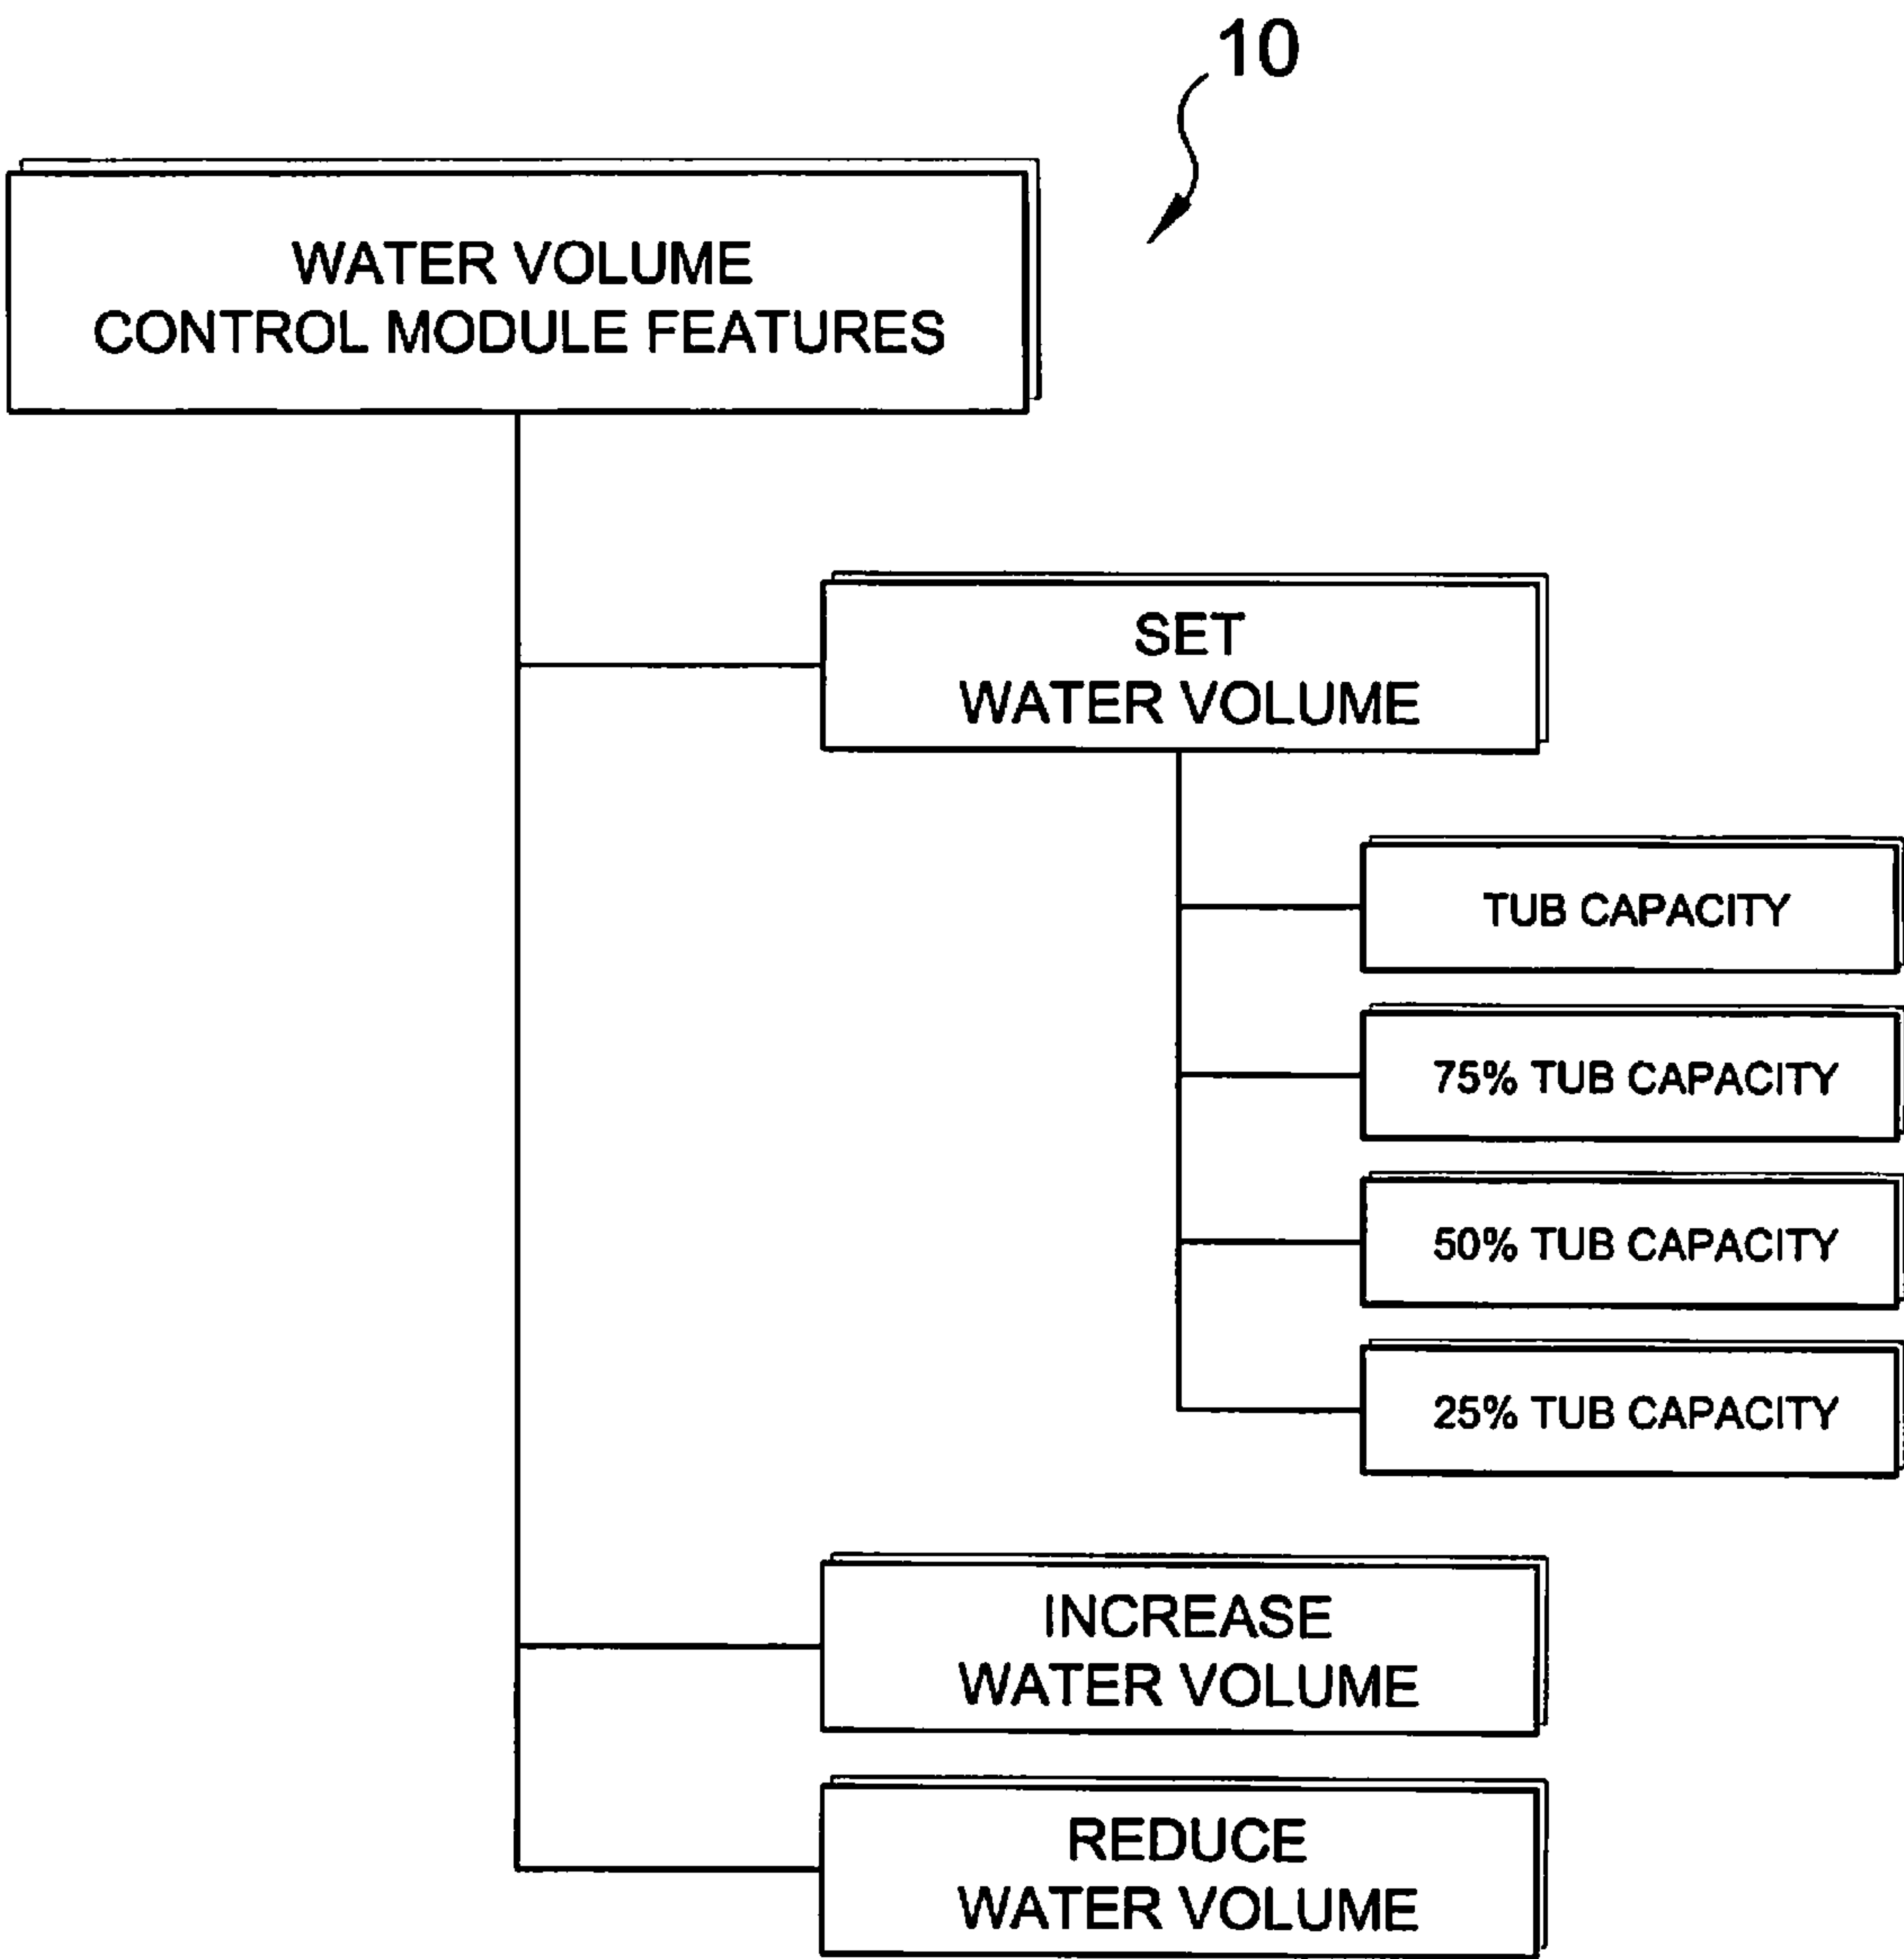 10
WATER VOLUME
CONTROL MODULE FEATURES
SET
WATER VOLUME
TUB CAPACITY
75% TUB CAPACITY
50% TUB CAPACITY
25% TUB CAPACITY
INCREASE
WATER VOLUME
REDUCE
WATER VOLUME